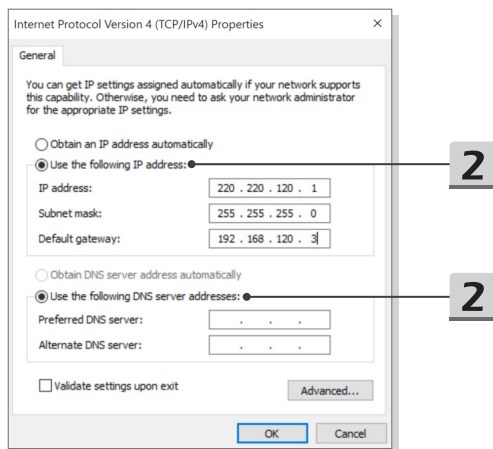 Internet Protocol Version 4 (TCP/IPv4) Properties
General
You can get IP settings assigned automatically if your network supports
this capability. Otherwise, you need to ask your network administrator
for the appropriate IP settings.
Obtain an IP address automatically
Use the following IP address:
2
IP address: 220 . 220 . 120 . 1
Subnet mask: 255 . 255 . 255 . 0
Default gateway: 192 . 168 . 120 . 3
Obtain DNS server address automatically
Use the following DNS server addresses:
2
Preferred DNS server: . . .
Alternate DNS server: . . .
Validate settings upon exit
Advanced...
OK Cancel